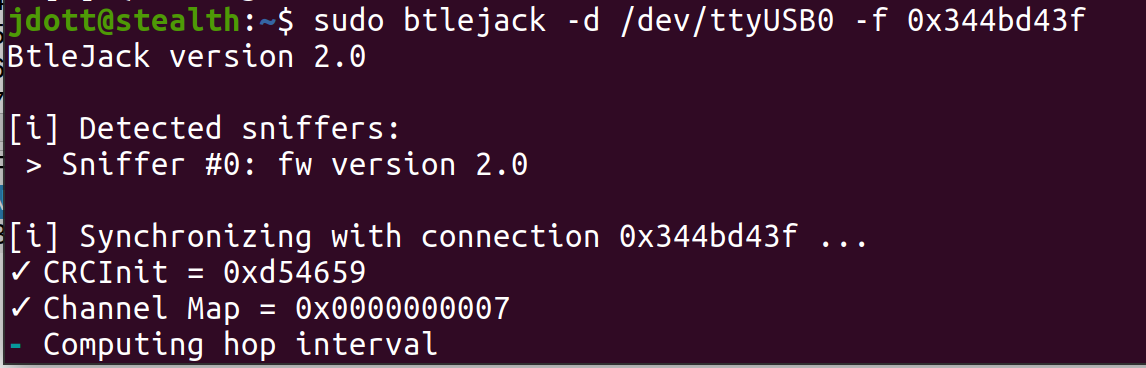 jdott@stealth:~$ sudo btlejack -d /dev/ttyUSB0 -f 0x344bd43f
BtleJack version 2.0
[i] Detected sniffers:
 > Sniffer #0: fw version 2.0
[i] Synchronizing with connection 0x344bd43f ...
✓ CRCInit = 0xd54659
✓ Channel Map = 0x0000000007
- Computing hop interval